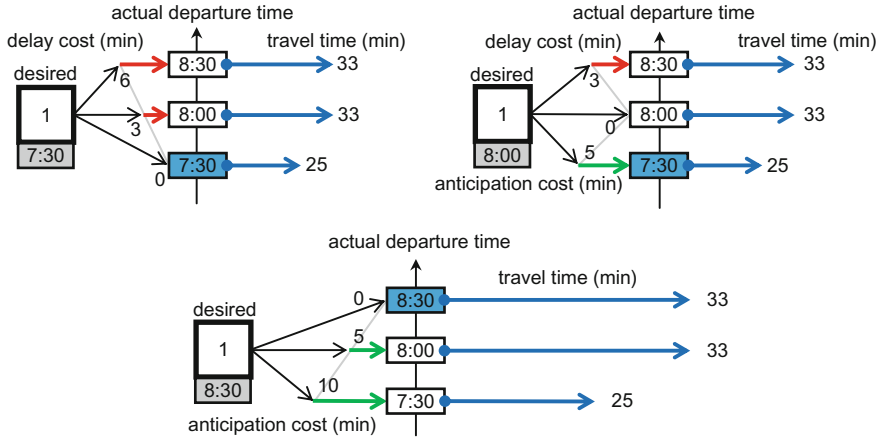 actual departure time
delay cost (min)
travel time (min)
desired
1
7:30
6
3
0
8:30
8:00
7:30
33
33
25
actual departure time
delay cost (min)
travel time (min)
desired
1
8:00
3
0
5
8:30
8:00
7:30
33
33
25
anticipation cost (min)
actual departure time
travel time (min)
desired
1
8:30
0
5
10
8:30
8:00
7:30
33
33
25
anticipation cost (min)